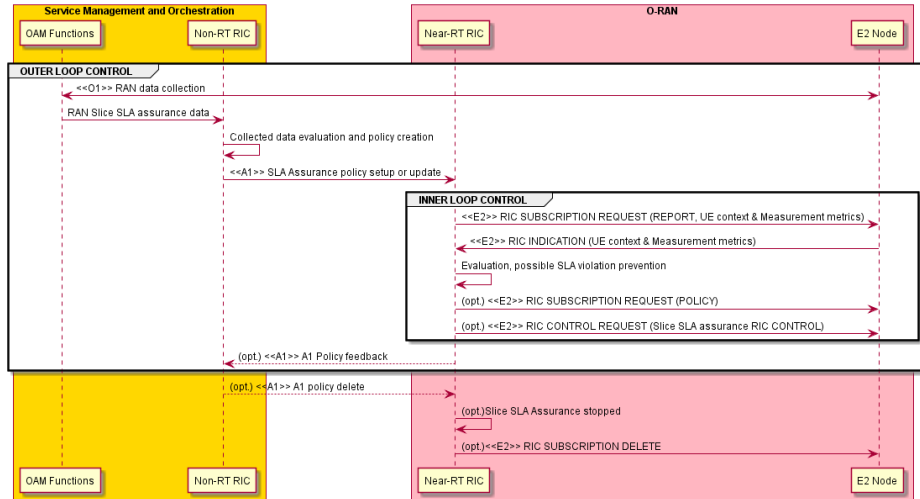 Service Management and Orchestration
O-RAN
OAM Functions
Non-RT RIC
Near-RT RIC
E2 Node
OUTER LOOP CONTROL
<<O1>> RAN data collection
RAN Slice SLA assurance data
Collected data evaluation and policy creation
<<A1>> SLA Assurance policy setup or update
INNER LOOP CONTROL
<<E2>> RIC SUBSCRIPTION REQUEST (REPORT, UE context & Measurement metrics)
<<E2>> RIC INDICATION (UE context & Measurement metrics)
Evaluation, possible SLA violation prevention
(opt.) <<E2>> RIC SUBSCRIPTION REQUEST (POLICY)
(opt.) <<E2>> RIC CONTROL REQUEST (Slice SLA assurance RIC CONTROL)
(opt.) <<A1>> A1 Policy feedback
(opt.) <<A1>> A1 policy delete
(opt.)Slice SLA Assurance stopped
(opt.)<<E2>> RIC SUBSCRIPTION DELETE
OAM Functions
Non-RT RIC
Near-RT RIC
E2 Node